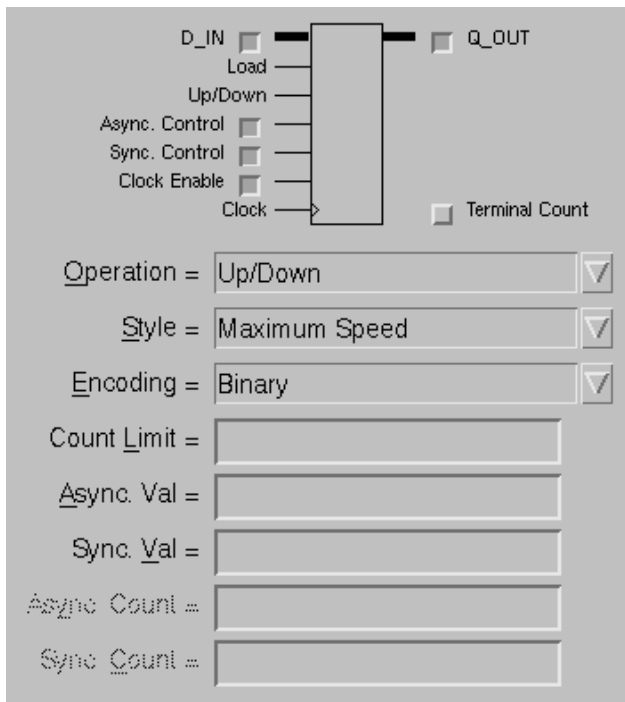 D_IN Q_OUT
Load
Up/Down
Async. Control
Sync. Control
Clock Enable
Clock Terminal Count
Operation = Up/Down
Style = Maximum Speed
Encoding = Binary
Count Limit =
Async. Val =
Sync. Val =
Async Count =
Sync Count =